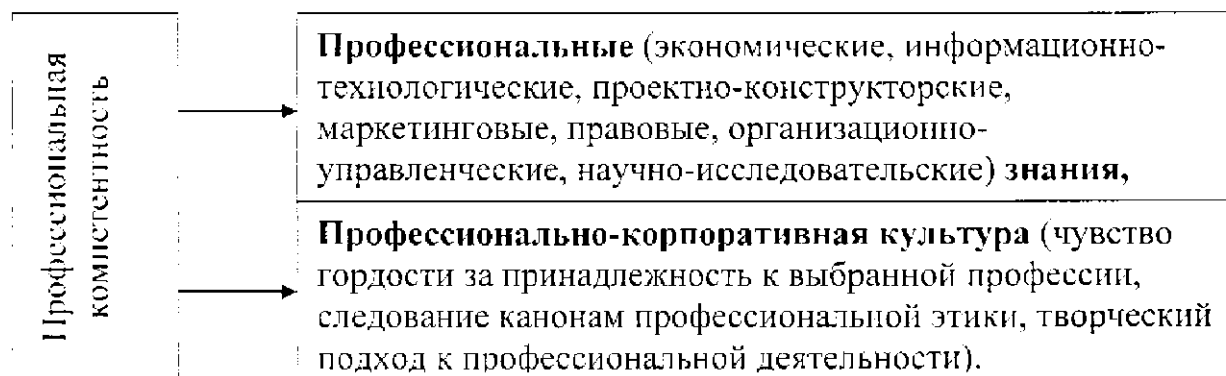 Профессиональная
компетентность
Профессиональные (экономические, информационно-
технологические, проектно-конструкторские,
маркетинговые, правовые, организационно-
управленческие, научно-исследовательские) знания,
Профессионально-корпоративная культура (чувство
гордости за принадлежность к выбранной профессии,
следование канонам профессиональной этики, творческий
подход к профессиональной деятельности).